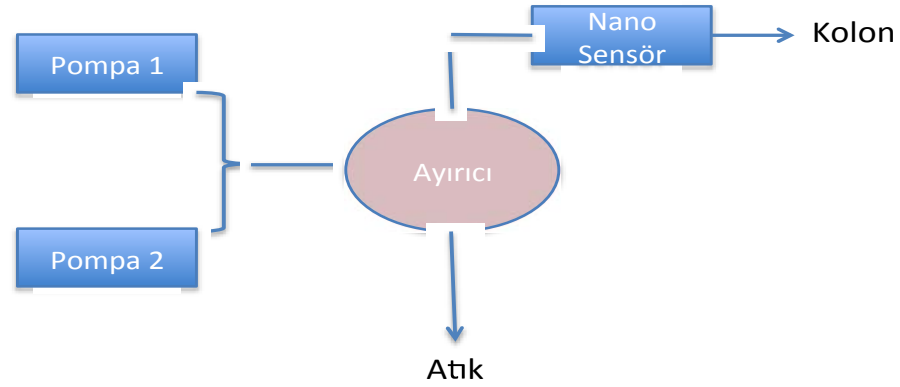 Nano
Sensör
Kolon
Pompa 1
Ayırıcı
Pompa 2
Atık